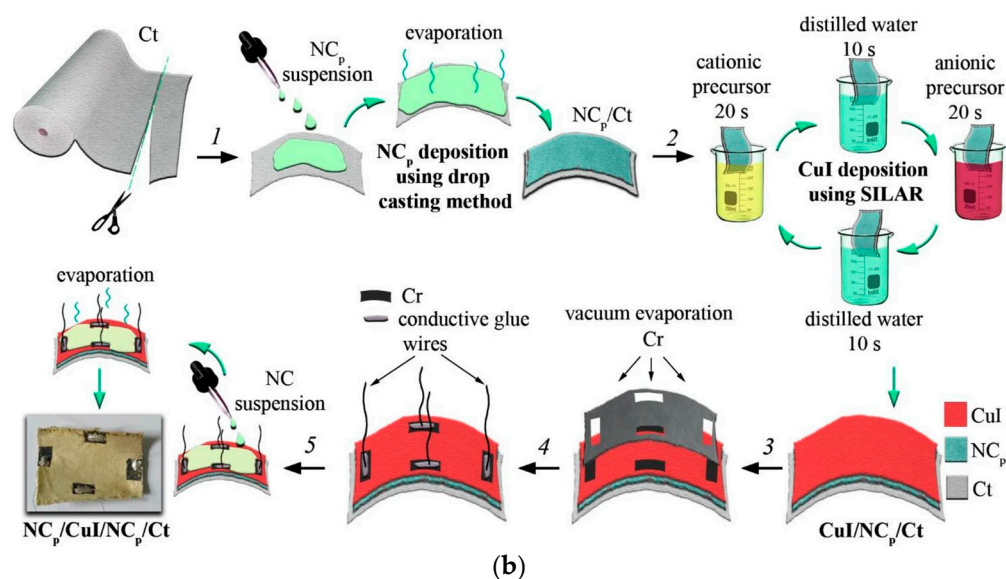 Ct
1
NCp
suspension
evaporation
NCp/Ct
NCp deposition
using drop
casting method
2
cationic
precursor
20 s
distilled water
10 s
anionic
precursor
20 s
CuI deposition
using SILAR
distilled water
10 s
CuI
NCp
Ct
CuI/NCp/Ct
3
vacuum evaporation
Cr
4
Cr
conductive glue
wires
5
NC
suspension
evaporation
NCp/CuI/NCp/Ct
(b)